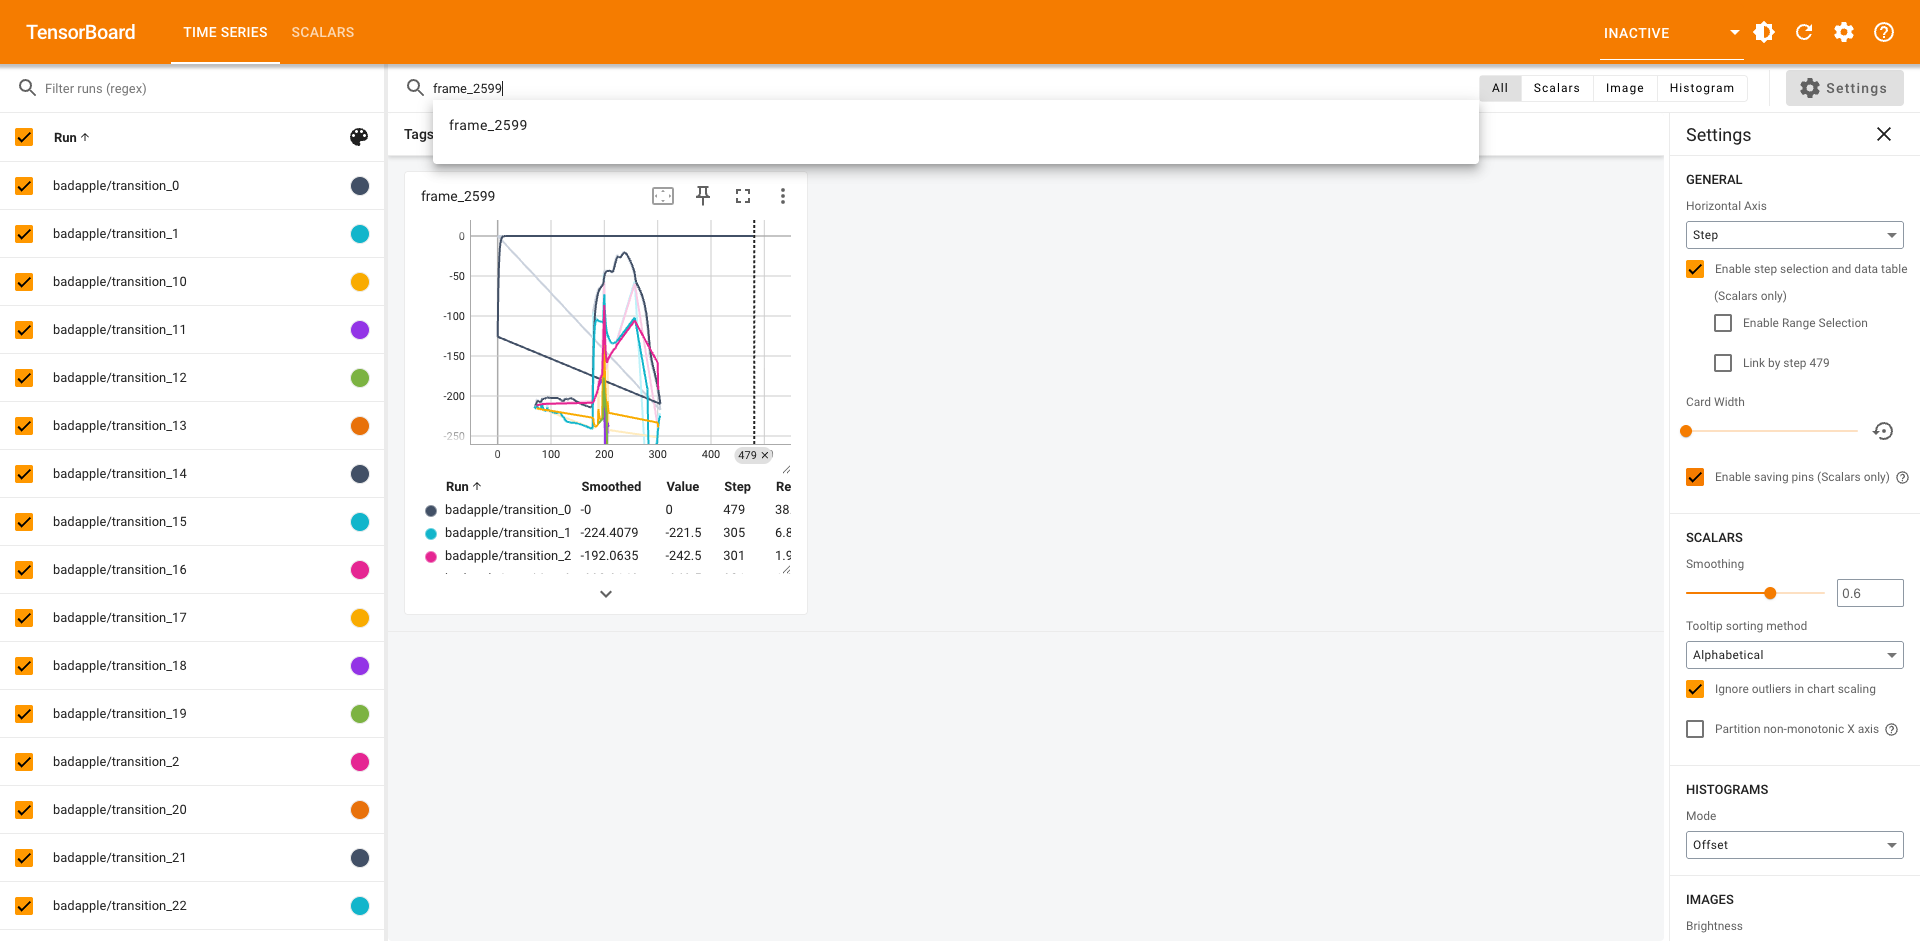 TensorBoard TIME SERIES SCALARS INACTIVE
Filter runs (regex)
Run
badapple/transition_0
badapple/transition_1
badapple/transition_10
badapple/transition_11
badapple/transition_12
badapple/transition_13
badapple/transition_14
badapple/transition_15
badapple/transition_16
badapple/transition_17
badapple/transition_18
badapple/transition_19
badapple/transition_2
badapple/transition_20
badapple/transition_21
badapple/transition_22
frame_2599
All Scalars Image Histogram Settings
frame_2599
Tags
frame_2599
0
-50
-100
-150
-200
-250
0 100 200 300 400 479
Run Smoothed Value Step Re
badapple/transition_0 -0 0 479 38.
badapple/transition_1 -224.4079 -221.5 305 6.8
badapple/transition_2 -192.0635 -242.5 301 1.9
Settings
GENERAL
Horizontal Axis
Step
Enable step selection and data table
(Scalars only)
Enable Range Selection
Link by step 479
Card Width
Enable saving pins (Scalars only)
SCALARS
Smoothing
0.6
Tooltip sorting method
Alphabetical
Ignore outliers in chart scaling
Partition non-monotonic X axis
HISTOGRAMS
Mode
Offset
IMAGES
Brightness